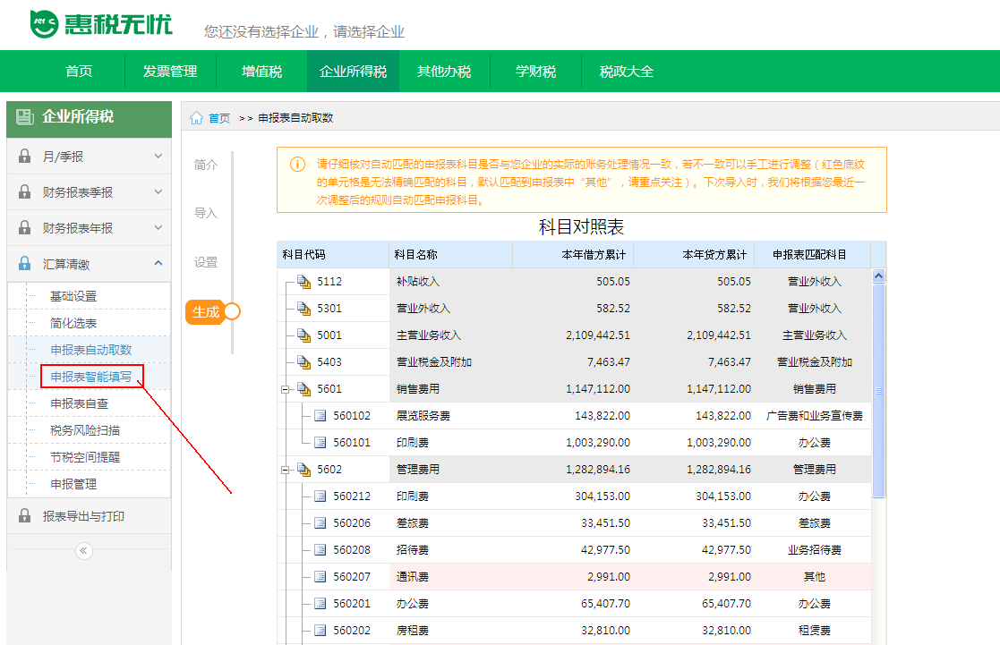 惠税无忧
您还没有选择企业，请选择企业
首页 发票管理 增值税 企业所得税 其他办税 学财税 税政大全
企业所得税
月/季报
财务报表季报
财务报表年报
汇算清缴
基础设置
简化选表
申报表自动取数
申报表智能填写
申报表自查
税务风险扫描
节税空间提醒
申报管理
报表导出与打印
首页 >> 申报表自动取数
简介
导入
设置
生成
请仔细核对自动匹配的申报表科目是否与您企业的实际的账务处理情况一致，若不一致可以手工进行调整（红色底纹
的单元格是无法精确匹配的科目，默认匹配到申报表中“其他”，请重点关注）。下次导入时，我们将根据您最近一
次调整后的规则自动匹配申报科目。
科目对照表
科目代码 科目名称 本年借方累计 本年贷方累计 申报表匹配科目
5112 补贴收入 505.05 505.05 营业外收入
5301 营业外收入 582.52 582.52 营业外收入
5001 主营业务收入 2,109,442.51 2,109,442.51 主营业务收入
5403 营业税金及附加 7,463.47 7,463.47 营业税金及附加
5601 销售费用 1,147,112.00 1,147,112.00 销售费用
560102 展览服务费 143,822.00 143,822.00 广告费和业务宣传费
560101 印刷费 1,003,290.00 1,003,290.00 办公费
5602 管理费用 1,282,894.16 1,282,894.16 管理费用
560212 印刷费 304,153.00 304,153.00 办公费
560206 差旅费 33,451.50 33,451.50 差旅费
560208 招待费 42,977.50 42,977.50 业务招待费
560207 通讯费 2,991.00 2,991.00 其他
560201 办公费 65,407.70 65,407.70 办公费
560202 房租费 32,810.00 32,810.00 租赁费